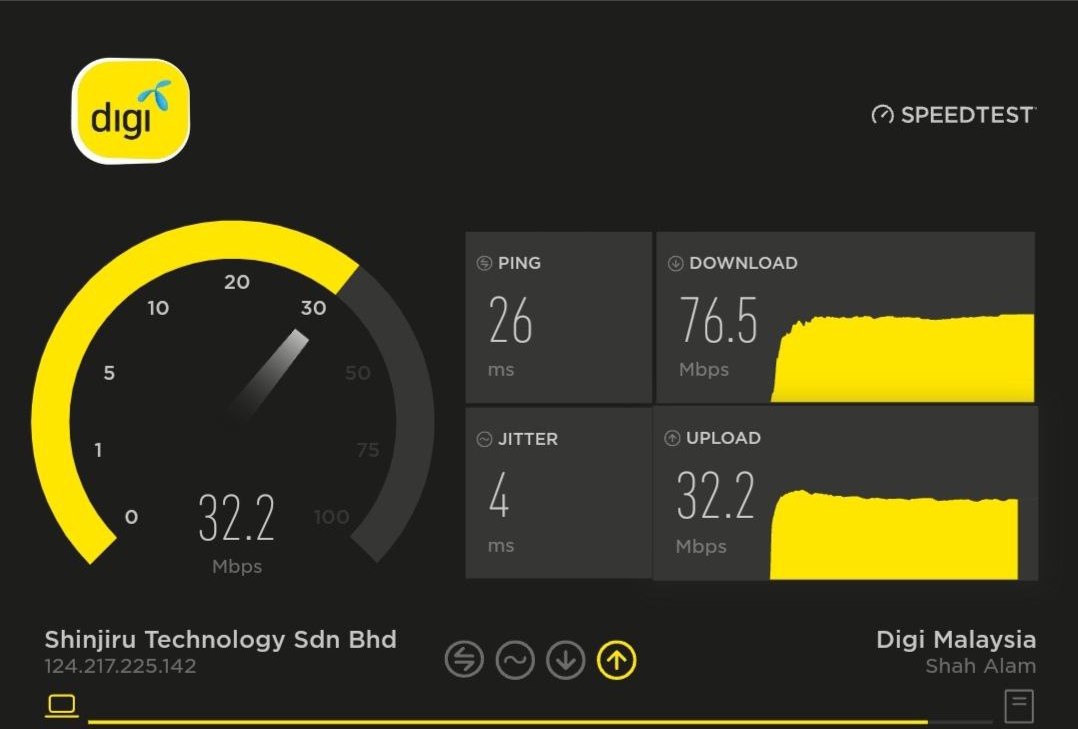 digi
SPEEDTEST
PING
26
ms
DOWNLOAD
76.5
Mbps
JITTER
4
ms
UPLOAD
32.2
Mbps
0
1
5
10
20
30
50
75
100
32.2
Mbps
Shinjiru Technology Sdn Bhd
124.217.225.142
Digi Malaysia
Shah Alam